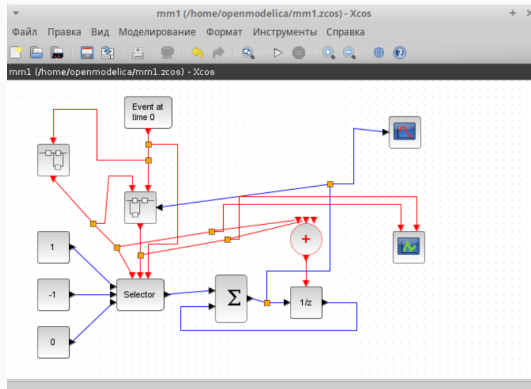 mm1 (/home/openmodelica/mm1.zcos) - Xcos
Файл Правка Вид Моделирование Формат Инструменты Справка
mm1 (/home/openmodelica/mm1.zcos) - Xcos
Event at
time 0
1
-1
0
Selector
Σ
+
1/z